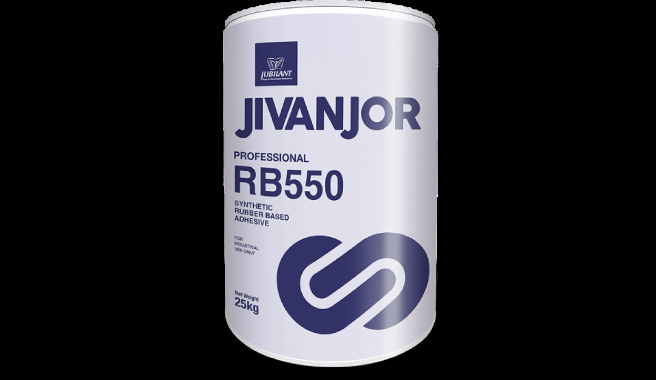 JUBILANT
JIVANJOR
PROFESSIONAL
RB550
SYNTHETIC
RUBBER BASED
ADHESIVE
FOR
INDUSTRIAL
USE ONLY
Net Weight
25kg